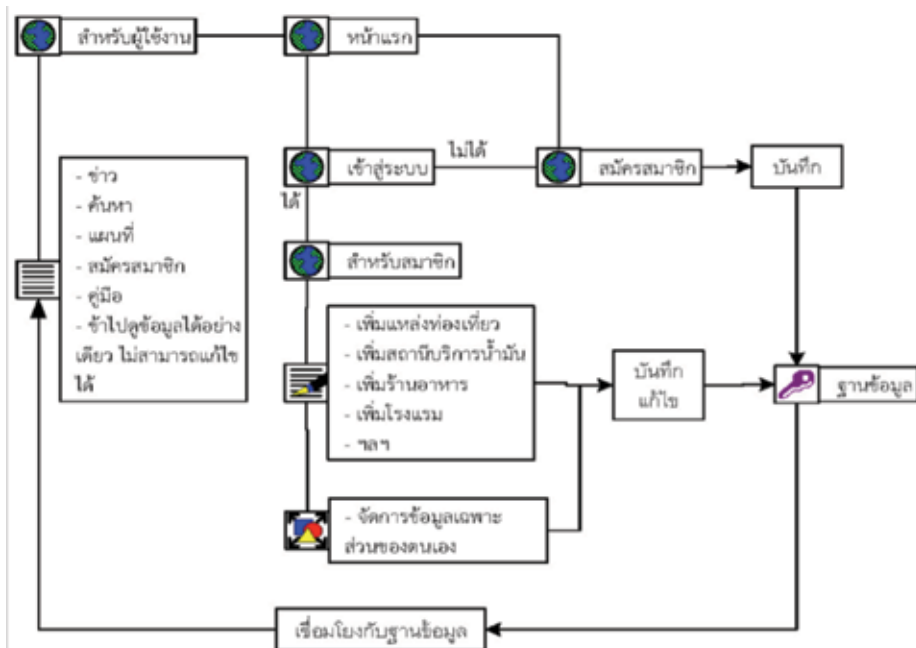 สำหรับผู้ใช้งาน
หน้าแรก
เข้าสู่ระบบ
ไม่ได้
สมัครสมาชิก
บันทึก
ได้
- ข่าว
- ค้นหา
- แผนที่
- สมัครสมาชิก
- คู่มือ
- ข้าไปดูข้อมูลได้อย่าง
เดียว ไม่สามารถแก้ไข
ได้
สำหรับสมาชิก
- เพิ่มแหล่งท่องเที่ยว
- เพิ่มสถานีบริการน้ำมัน
- เพิ่มร้านอาหาร
- เพิ่มโรงแรม
- ฯลฯ
บันทึก
แก้ไข
ฐานข้อมูล
- จัดการข้อมูลเฉพาะ
ส่วนของตนเอง
เชื่อมโยงกับฐานข้อมูล